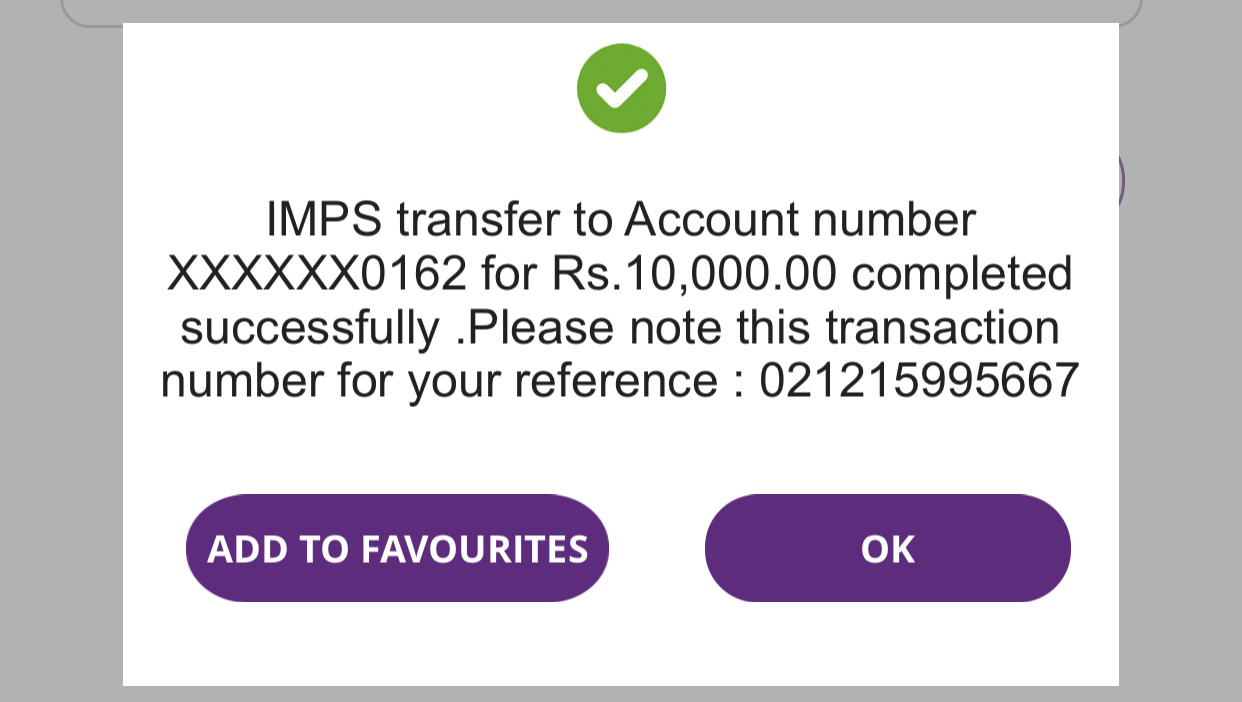 IMPS transfer to Account number
XXXXXX0162 for Rs.10,000.00 completed
successfully .Please note this transaction
number for your reference : 021215995667
ADD TO FAVOURITES
OK